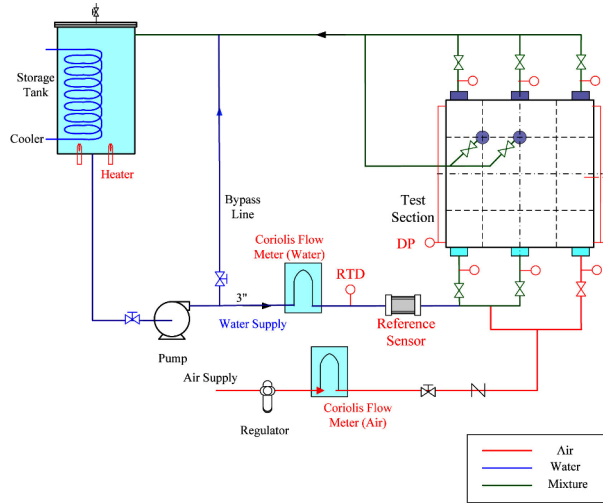 Storage
Tank
Cooler
Heater
Bypass
Line
Test
Section
DP
Coriolis Flow
Meter (Water)
RTD
3"
Water Supply
Reference
Sensor
Pump
Air Supply
Regulator
Coriolis Flow
Meter (Air)
Air
Water
Mixture